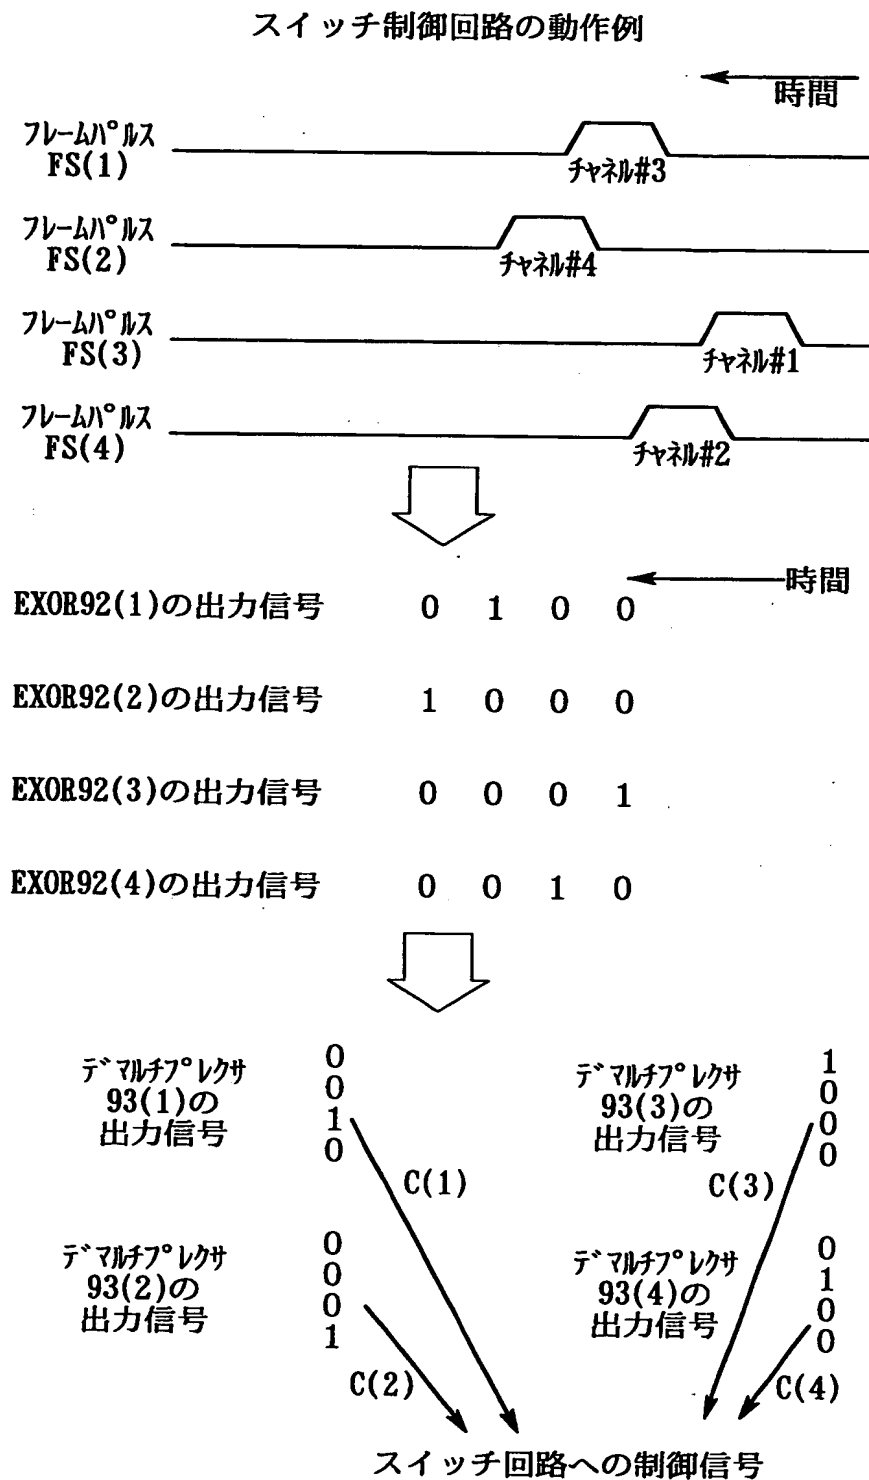 スイッチ制御回路の動作例
時間
フレームパルス
FS(1)
チャネル#3
フレームパルス
FS(2)
チャネル#4
フレームパルス
FS(3)
チャネル#1
フレームパルス
FS(4)
チャネル#2
時間
EXOR92(1)の出力信号 0 1 0 0
EXOR92(2)の出力信号 1 0 0 0
EXOR92(3)の出力信号 0 0 0 1
EXOR92(4)の出力信号 0 0 1 0
デマルチプレクサ
93(1)の
出力信号
0
0
1
0
C(1)
デマルチプレクサ
93(3)の
出力信号
1
0
0
0
C(3)
デマルチプレクサ
93(2)の
出力信号
0
0
0
1
C(2)
デマルチプレクサ
93(4)の
出力信号
0
1
0
0
C(4)
スイッチ回路への制御信号